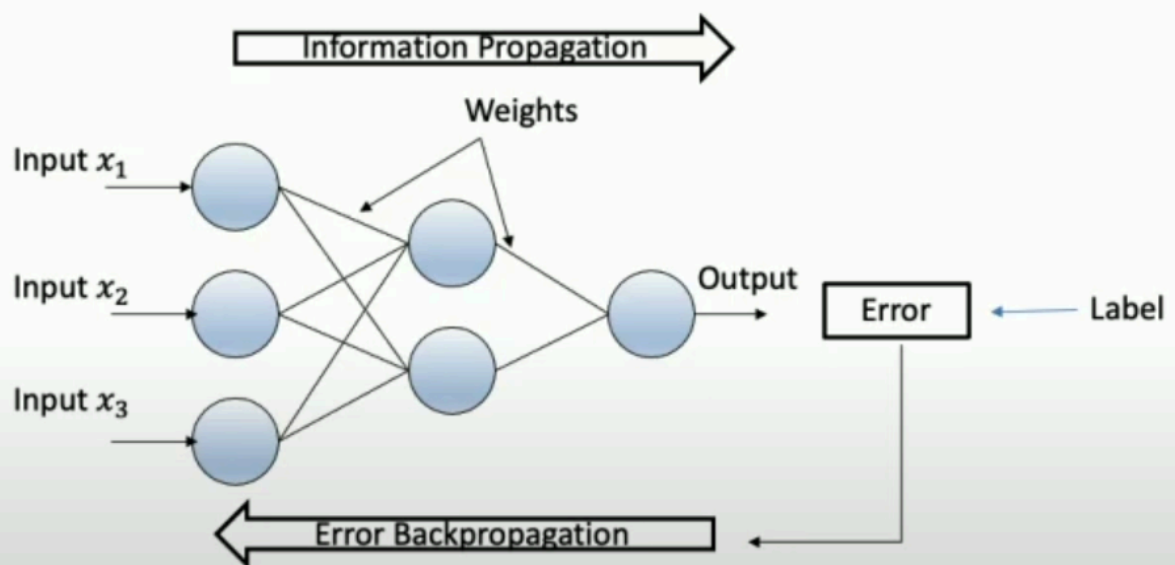 Information Propagation
Weights
Input x₁
Input x₂
Output
Error
Label
Input x₃
Error Backpropagation